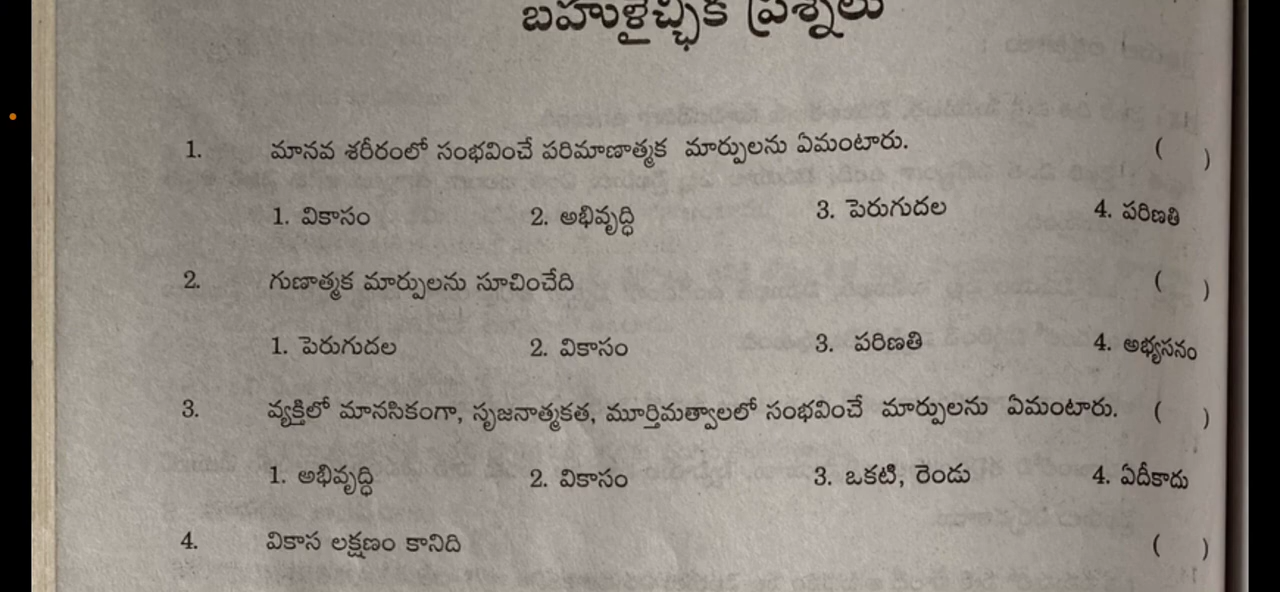 బహుళైచ్ఛిక ప్రశ్నలు
1. మానవ శరీరంలో సంభవించే పరిమాణాత్మక మార్పులను ఏమంటారు. ( )
1. వికాసం 2. అభివృద్ధి 3. పెరుగుదల 4. పరిణతి
2. గుణాత్మక మార్పులను సూచించేది ( )
1. పెరుగుదల 2. వికాసం 3. పరిణతి 4. అభ్యసనం
3. వ్యక్తిలో మానసికంగా, సృజనాత్మకత, మూర్తిమత్వాలలో సంభవించే మార్పులను ఏమంటారు. ( )
1. అభివృద్ధి 2. వికాసం 3. ఒకటి, రెండు 4. ఏదీకాదు
4. వికాస లక్షణం కానిది ( )